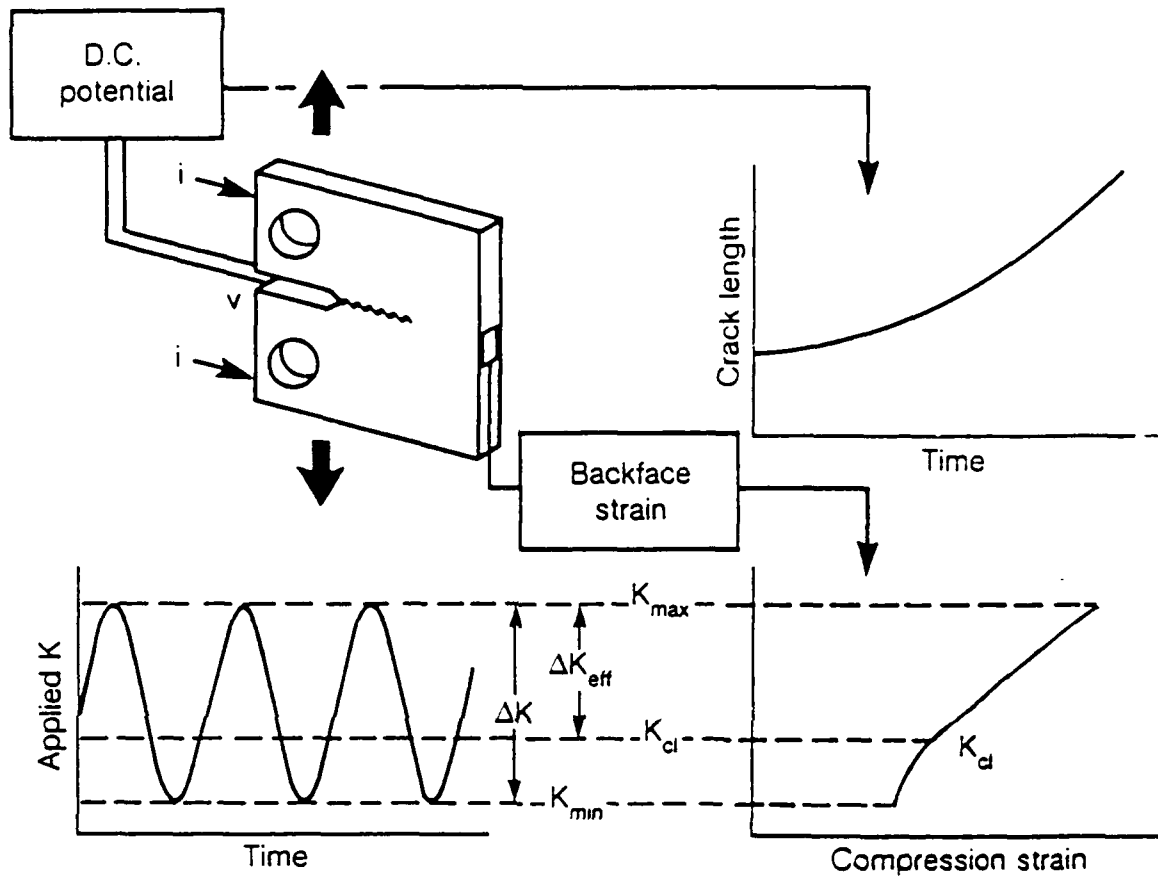 D.C.
potential
i
v
i
Crack length
Time
Backface
strain
Applied K
Time
K_max
ΔK_eff
ΔK
K_cl
K_min
K_cl
Compression strain